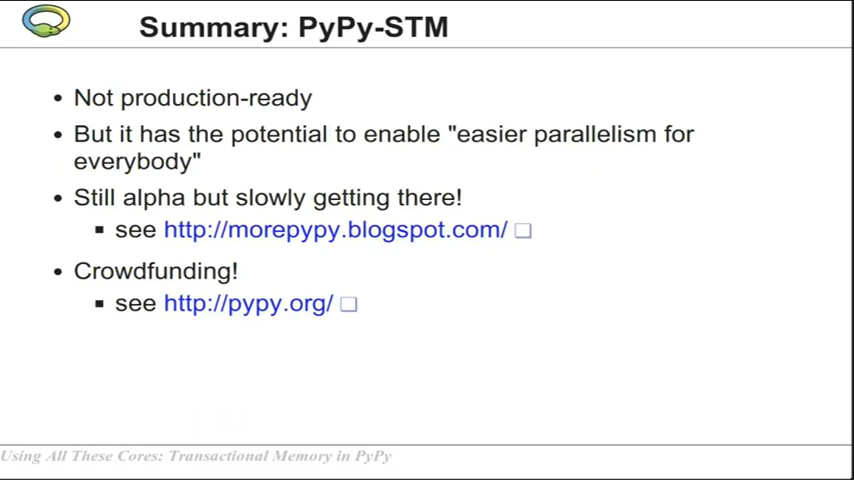 Summary: PyPy-STM
• Not production-ready
• But it has the potential to enable "easier parallelism for
everybody"
• Still alpha but slowly getting there!
▪ see http://morepypy.blogspot.com/
• Crowdfunding!
▪ see http://pypy.org/
Using All These Cores: Transactional Memory in PyPy